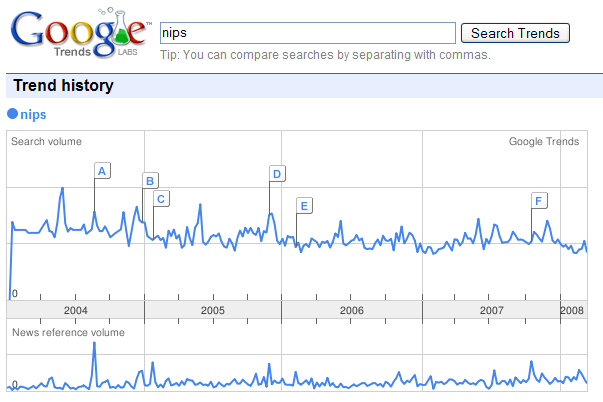 Google™
Trends LABS
nips
Search Trends
Tip: You can compare searches by separating with commas.
Trend history
nips
Search volume
Google Trends
A
B
C
D
E
F
0
2004
2005
2006
2007
2008
News reference volume
0